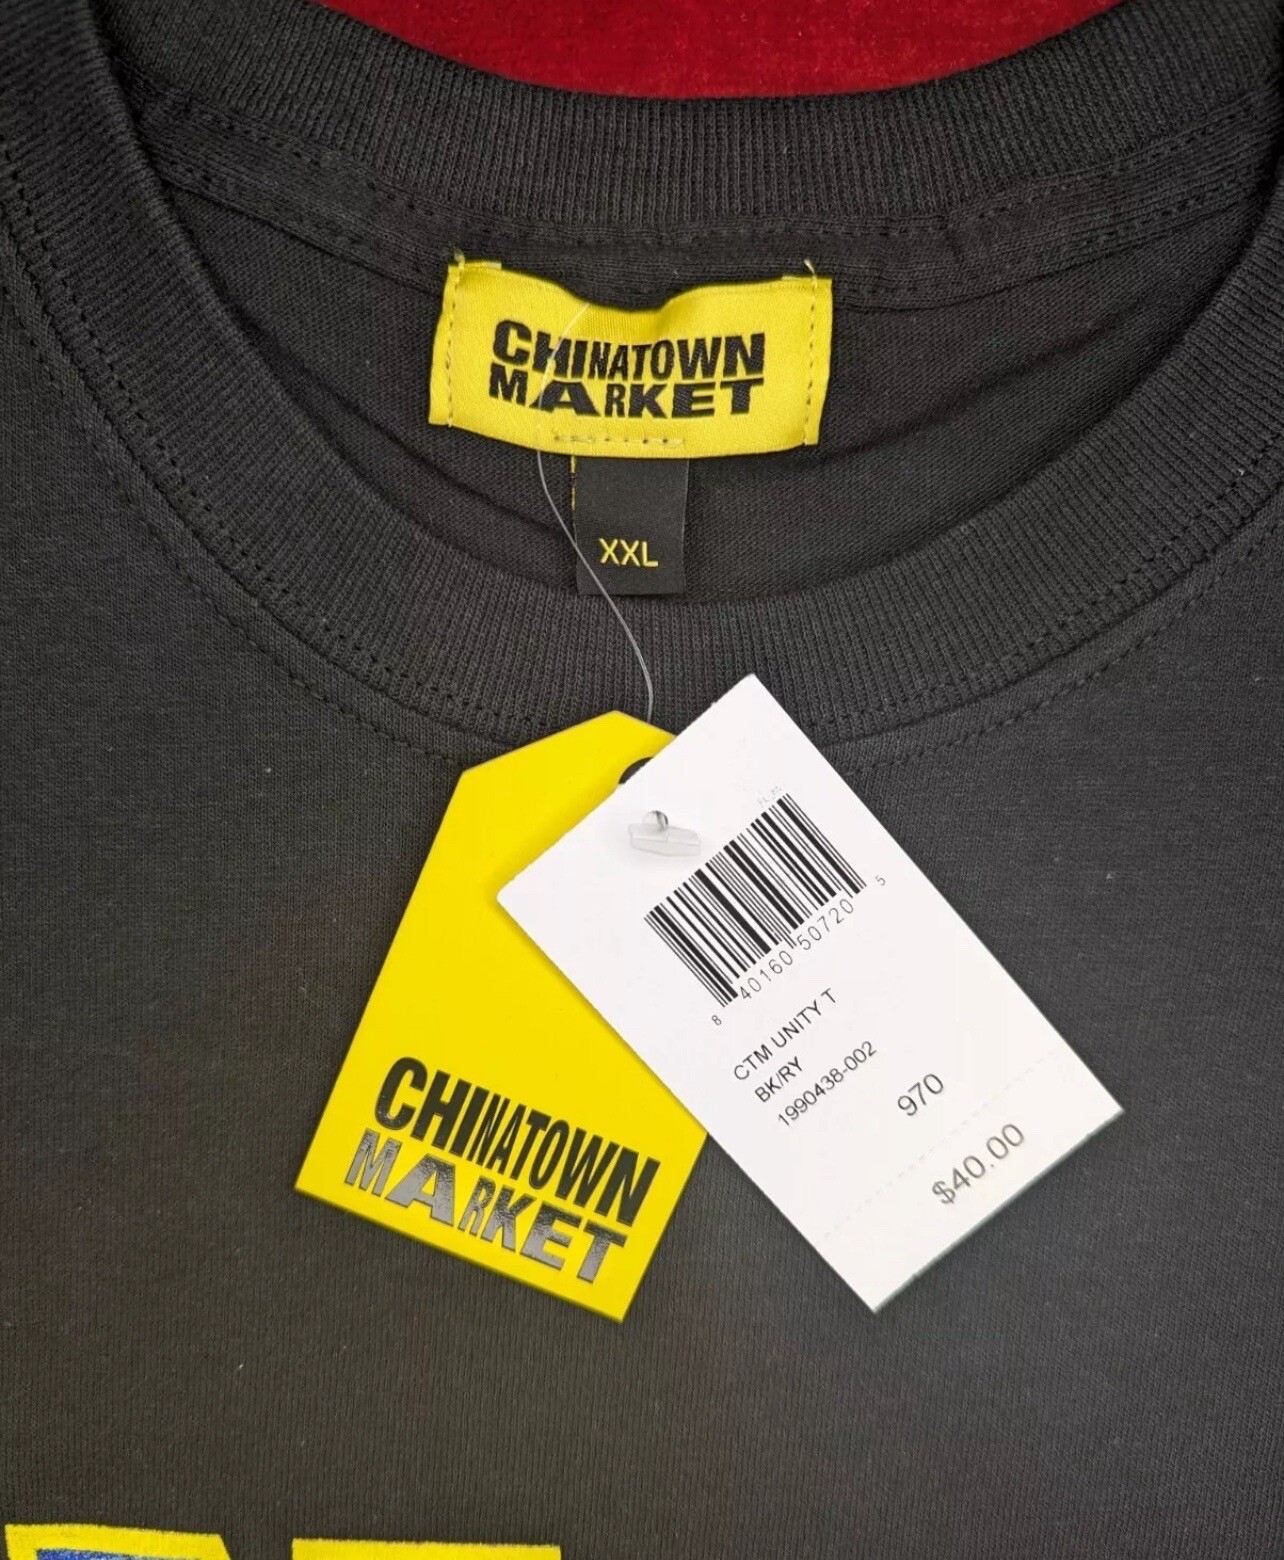 CHINATOWN
MARKET
XXL
8 40160 50720 5
CTM UNITY T
BK/RY
1990438-002
970
$40.00
CHINATOWN
MARKET